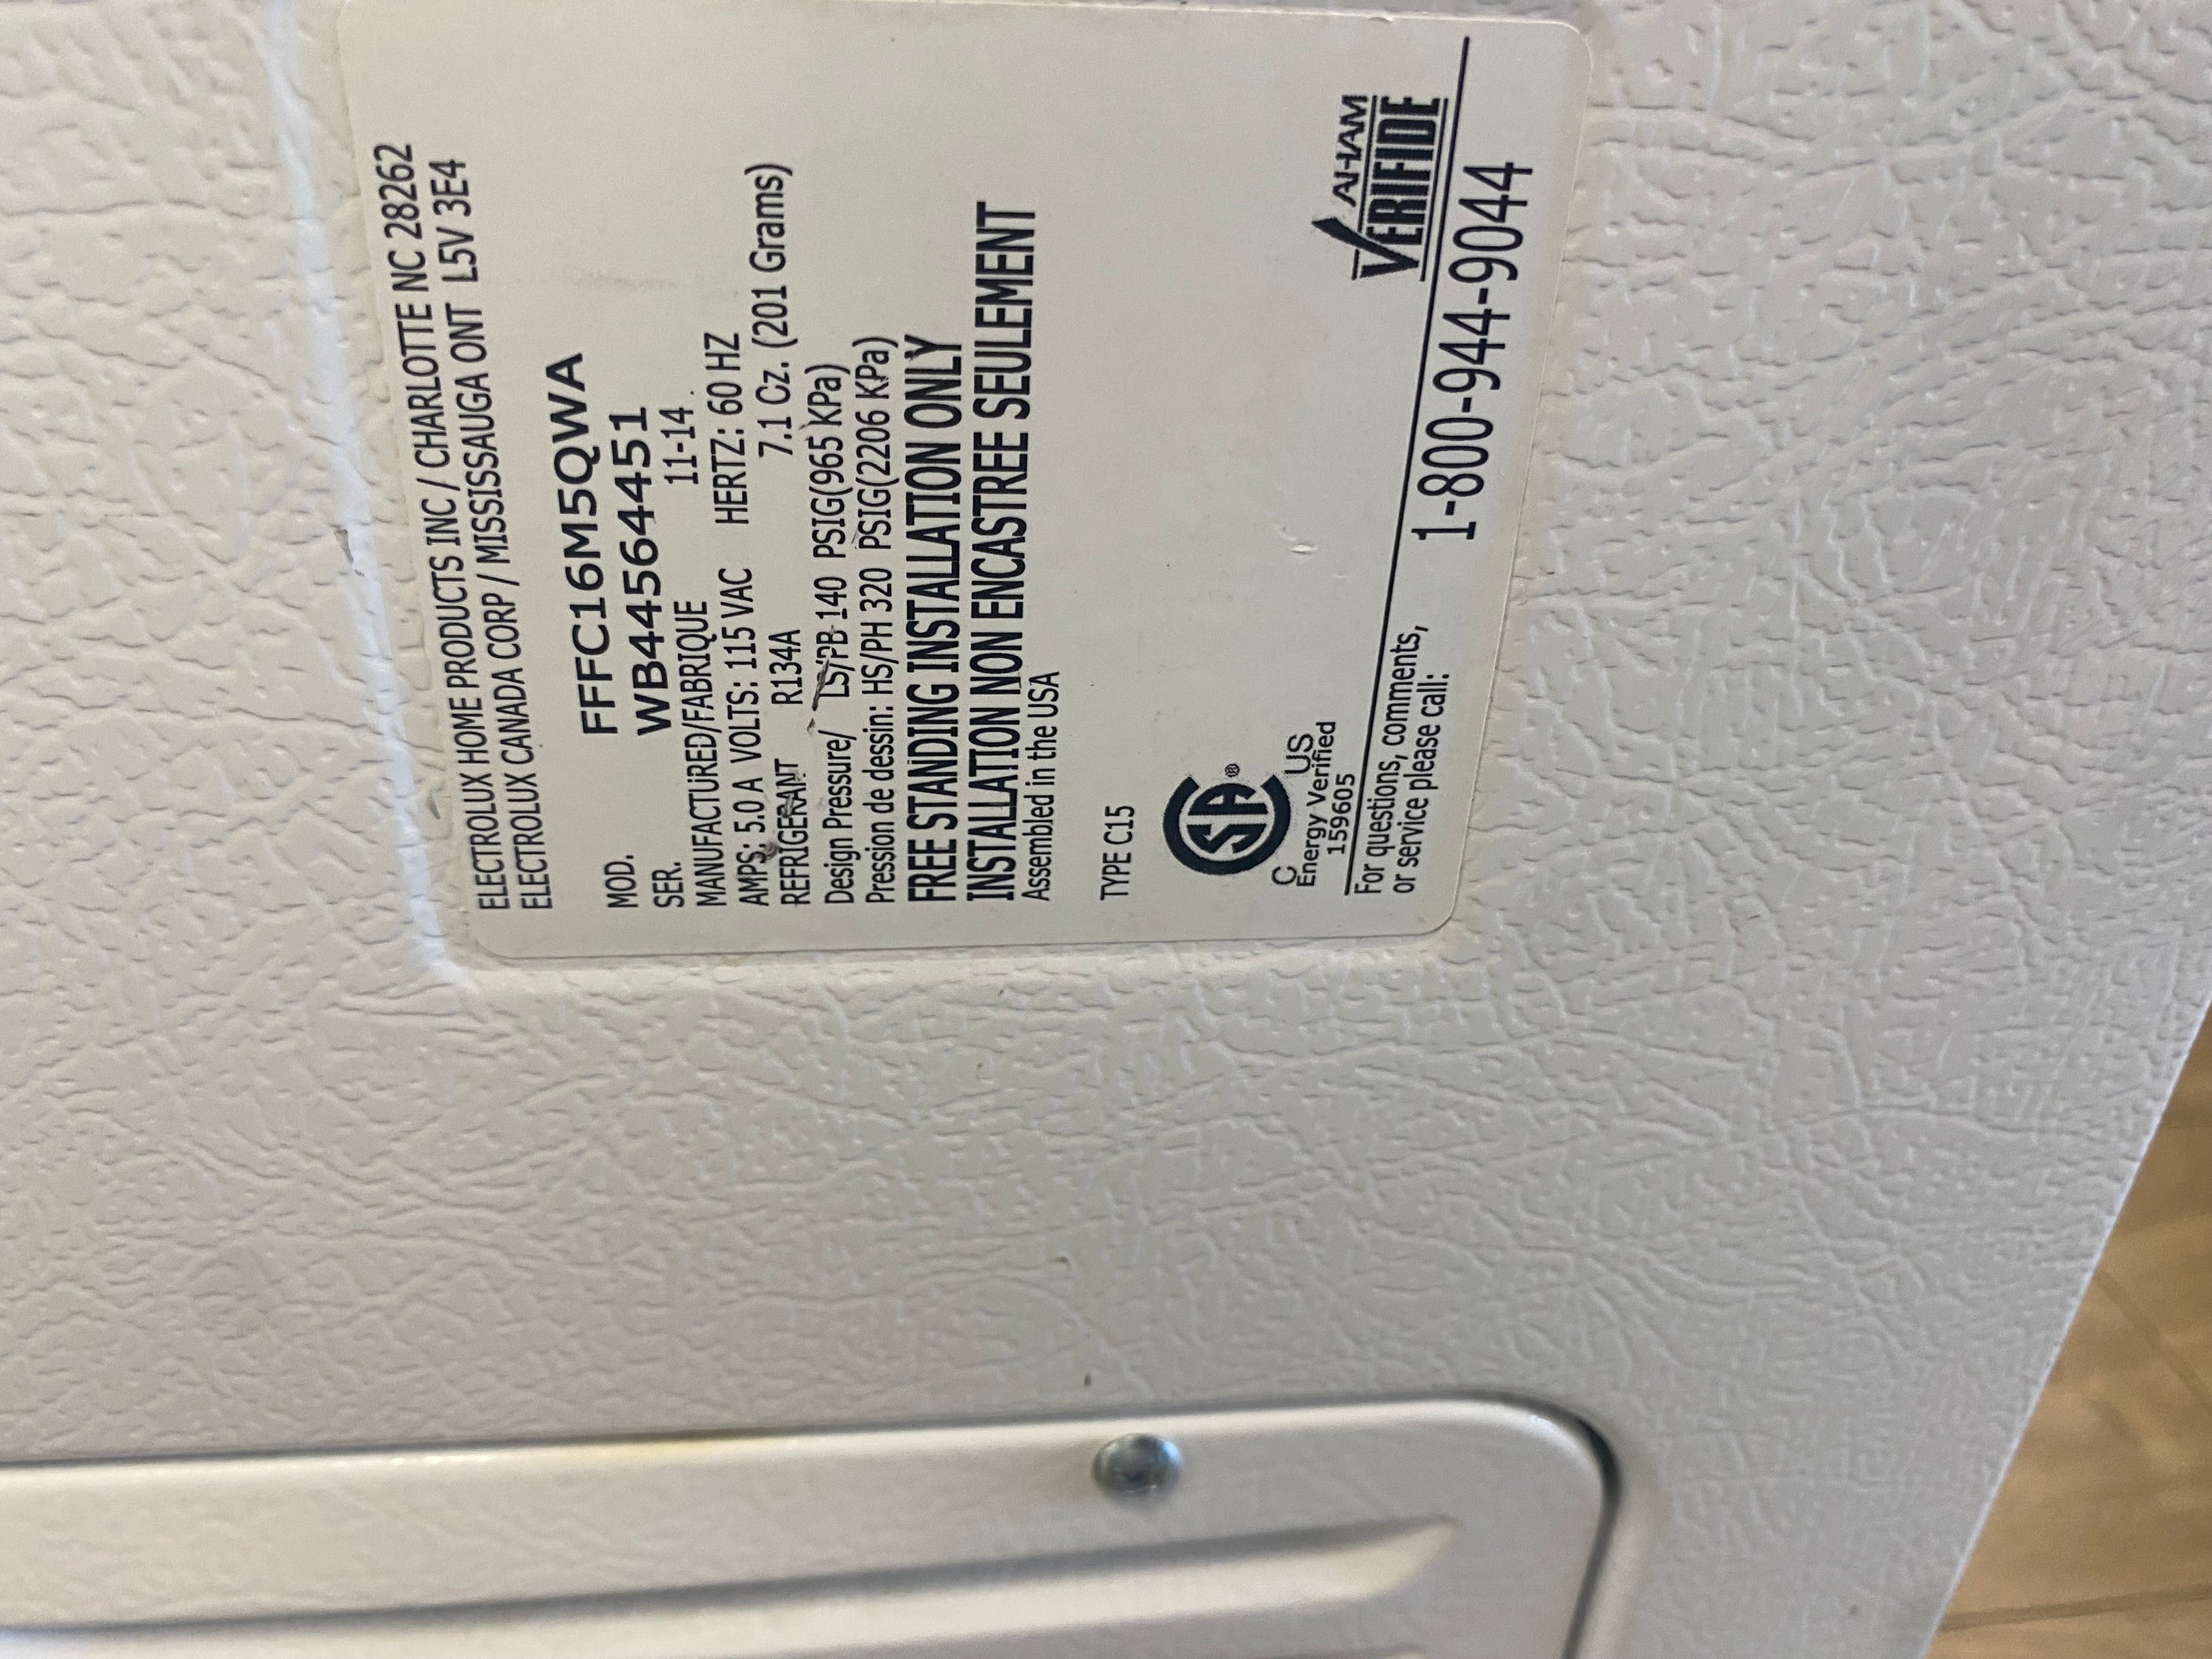 ELECTROLUX HOME PRODUCTS INC / CHARLOTTE NC 28262
ELECTROLUX CANADA CORP / MISSISSAUGA ONT L5V 3E4
MOD. FFFC16M5QWA
SER. WB44564451
MANUFACTURED/FABRIQUE 11-14
AMPS: 5.0 A VOLTS: 115 VAC HERTZ: 60 HZ
REFRIGERANT R134A 7.1 Oz. (201 Grams)
Design Pressure/ LS/PB 140 PSIG(965 KPa)
Pression de dessin: HS/PH 320 PSIG(2206 KPa)
FREE STANDING INSTALLATION ONLY
INSTALLATION NON ENCASTREE SEULEMENT
Assembled in the USA
TYPE C15
SA ®
C US
Energy Verified
159605
AHAM
VERIFIDE
For questions, comments,
or service please call: 1-800-944-9044